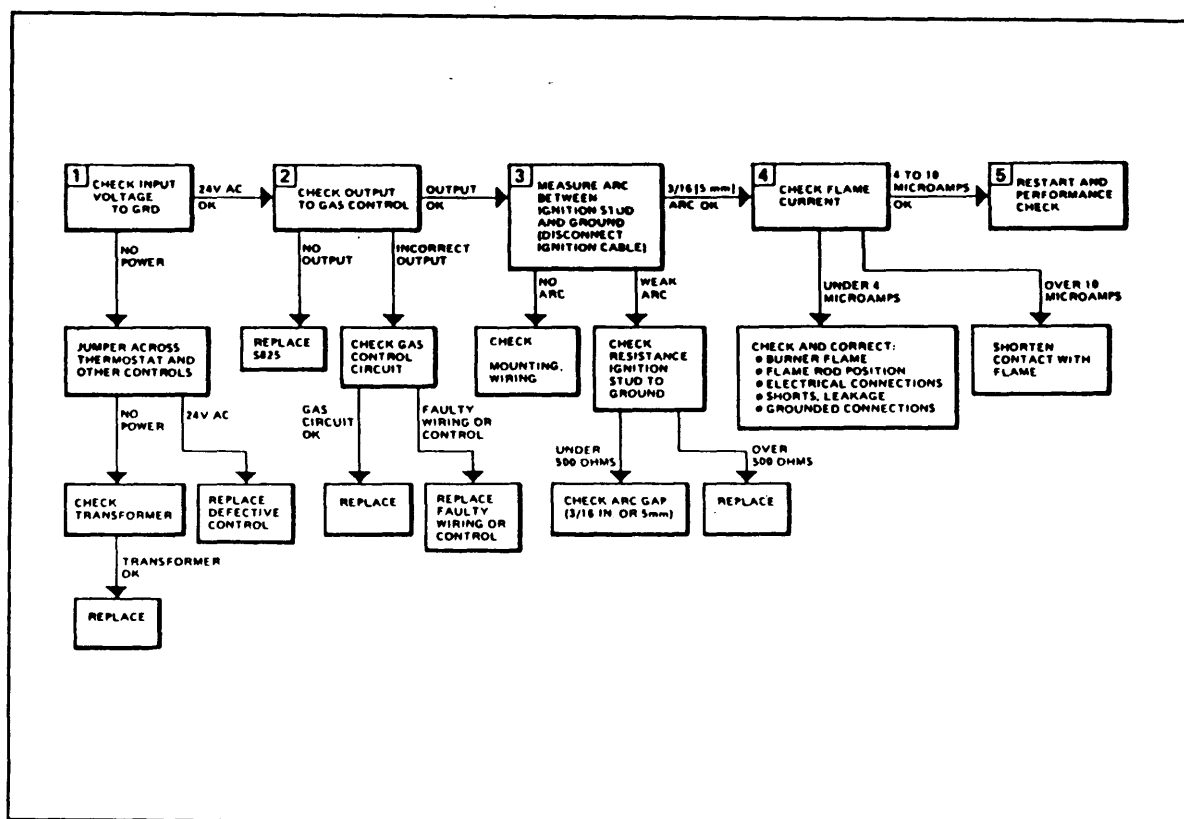 1
CHECK INPUT
VOLTAGE
TO GRD
24V AC
OK
2
CHECK OUTPUT
TO GAS CONTROL
OUTPUT
OK
3
MEASURE ARC
BETWEEN
IGNITION STUD
AND GROUND
(DISCONNECT
IGNITION CABLE)
3/16 (5 mm)
ARC OK
4
CHECK FLAME
CURRENT
4 TO 10
MICROAMPS
OK
5
RESTART AND
PERFORMANCE
CHECK
NO
POWER
NO
OUTPUT
INCORRECT
OUTPUT
NO
ARC
WEAK
ARC
UNDER 4
MICROAMPS
OVER 10
MICROAMPS
JUMPER ACROSS
THERMOSTAT AND
OTHER CONTROLS
REPLACE
S825
CHECK GAS
CONTROL
CIRCUIT
CHECK
MOUNTING,
WIRING
CHECK
RESISTANCE
IGNITION
STUD TO
GROUND
CHECK AND CORRECT:
• BURNER FLAME
• FLAME ROD POSITION
• ELECTRICAL CONNECTIONS
• SHORTS, LEAKAGE
• GROUNDED CONNECTIONS
SHORTEN
CONTACT WITH
FLAME
NO
POWER
24V AC
GAS
CIRCUIT
OK
FAULTY
WIRING OR
CONTROL
UNDER
500 OHMS
OVER
500 OHMS
CHECK
TRANSFORMER
REPLACE
DEFECTIVE
CONTROL
REPLACE
REPLACE
FAULTY
WIRING OR
CONTROL
CHECK ARC GAP
(3/16 IN OR 5mm)
REPLACE
TRANSFORMER
OK
REPLACE